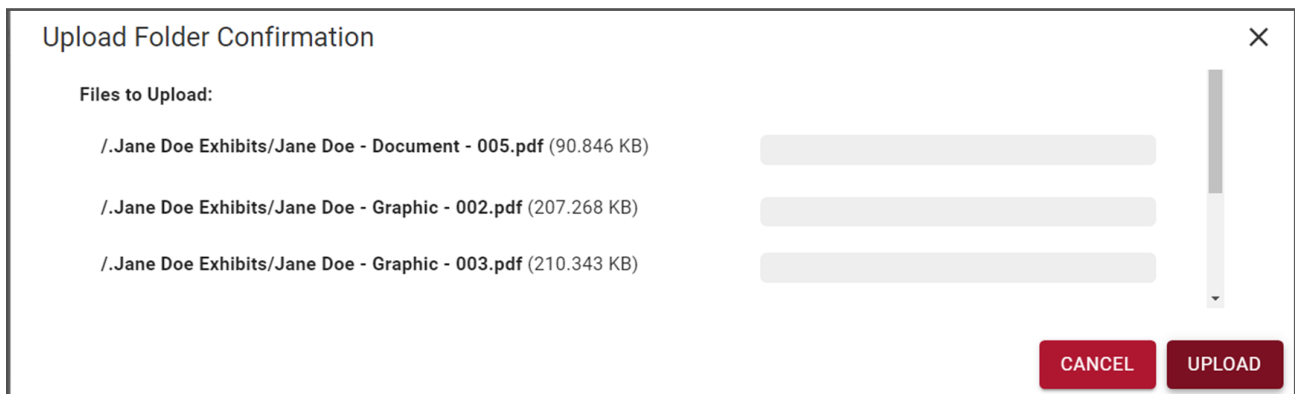 Upload Folder Confirmation
Files to Upload:
/.Jane Doe Exhibits/Jane Doe - Document - 005.pdf (90.846 KB)
/.Jane Doe Exhibits/Jane Doe - Graphic - 002.pdf (207.268 KB)
/.Jane Doe Exhibits/Jane Doe - Graphic - 003.pdf (210.343 KB)
CANCEL UPLOAD